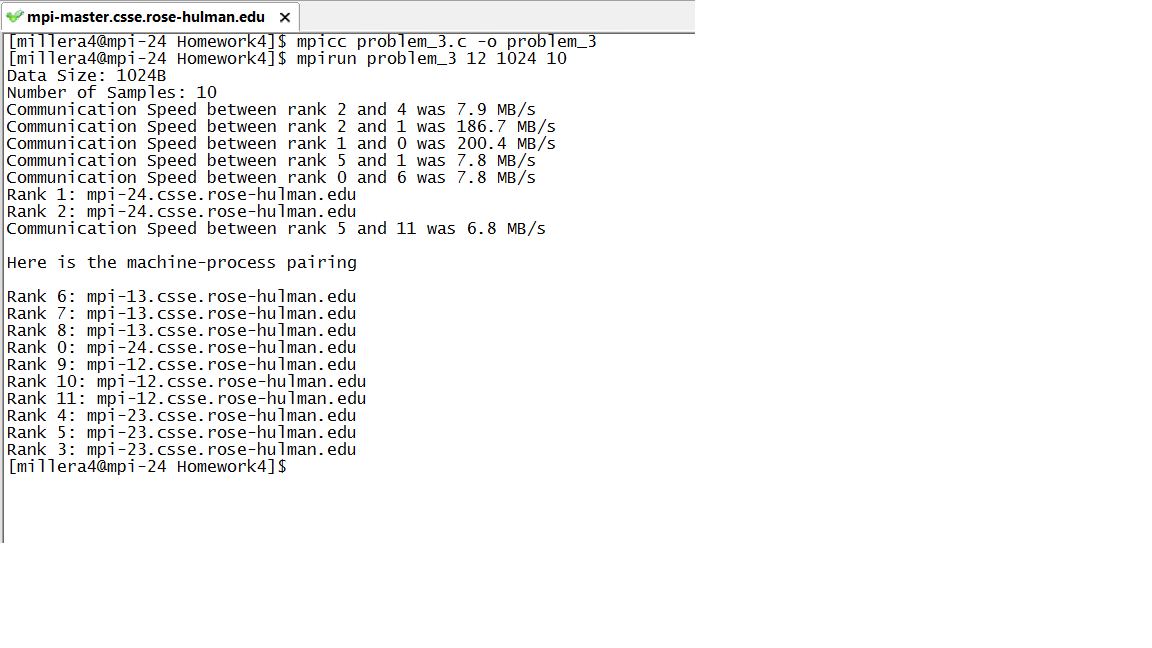 mpi-master.csse.rose-hulman.edu
[millera4@mpi-24 Homework4]$ mpicc problem_3.c -o problem_3
[millera4@mpi-24 Homework4]$ mpirun problem_3 12 1024 10
Data Size: 1024B
Number of Samples: 10
Communication Speed between rank 2 and 4 was 7.9 MB/s
Communication Speed between rank 2 and 1 was 186.7 MB/s
Communication Speed between rank 1 and 0 was 200.4 MB/s
Communication Speed between rank 5 and 1 was 7.8 MB/s
Communication Speed between rank 0 and 6 was 7.8 MB/s
Rank 1: mpi-24.csse.rose-hulman.edu
Rank 2: mpi-24.csse.rose-hulman.edu
Communication Speed between rank 5 and 11 was 6.8 MB/s
Here is the machine-process pairing
Rank 6: mpi-13.csse.rose-hulman.edu
Rank 7: mpi-13.csse.rose-hulman.edu
Rank 8: mpi-13.csse.rose-hulman.edu
Rank 0: mpi-24.csse.rose-hulman.edu
Rank 9: mpi-12.csse.rose-hulman.edu
Rank 10: mpi-12.csse.rose-hulman.edu
Rank 11: mpi-12.csse.rose-hulman.edu
Rank 4: mpi-23.csse.rose-hulman.edu
Rank 5: mpi-23.csse.rose-hulman.edu
Rank 3: mpi-23.csse.rose-hulman.edu
[millera4@mpi-24 Homework4]$